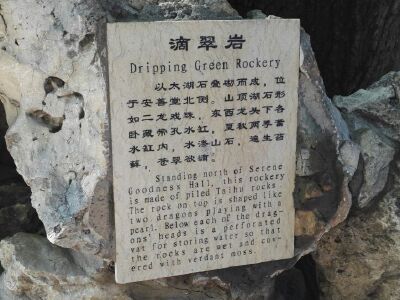 滴翠岩
Dripping Green Rockery
以太湖石叠砌而成，位
于安善堂北侧。山顶湖石形
如二龙戏珠，东西龙头下各
卧藏带孔水缸，夏秋两季蓄
水缸内，水渗山石，遍生苔
藓，苍翠欲滴。
Standing north of Serene
Goodness Hall, this rockery
is made of piled Taihu rocks.
The rock on top is shaped like
two dragons playing with a
pearl. Below each of the drag-
ons' heads is a perforated
vat for storing water so that
the rocks are wet and cov-
ered with verdant moss.